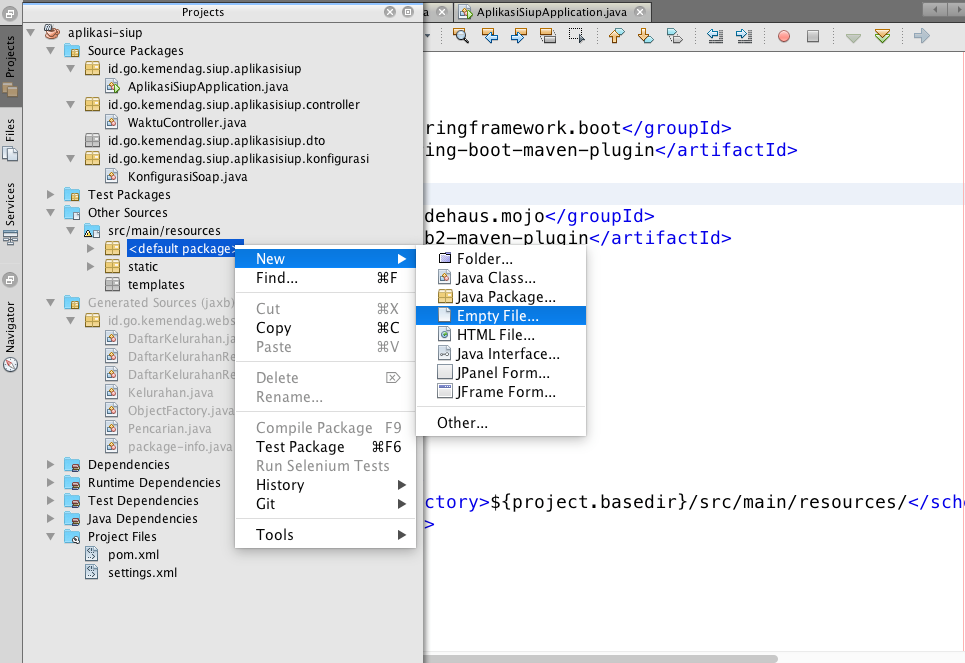 Projects
a
AplikasiSiupApplication.java
Projects
Files
Services
Navigator
aplikasi-siup
Source Packages
id.go.kemendag.siup.aplikasisiup
AplikasiSiupApplication.java
id.go.kemendag.siup.aplikasisiup.controller
WaktuController.java
id.go.kemendag.siup.aplikasisiup.dto
id.go.kemendag.siup.aplikasisiup.konfigurasi
KonfigurasiSoap.java
Test Packages
Other Sources
src/main/resources
<default package>
static
templates
Generated Sources (jaxb)
id.go.kemendag.webs
DaftarKelurahan.ja
DaftarKelurahanRe
DaftarKelurahanRe
Kelurahan.java
ObjectFactory.java
Pencarian.java
package-info.java
Dependencies
Runtime Dependencies
Test Dependencies
Java Dependencies
Project Files
pom.xml
settings.xml
New
Find... ⌘F
Cut ⌘X
Copy ⌘C
Paste ⌘V
Delete ⌦
Rename...
Compile Package F9
Test Package ⌘F6
Run Selenium Tests
History
Git
Tools
Folder...
Java Class...
Java Package...
Empty File...
HTML File...
Java Interface...
JPanel Form...
JFrame Form...
Other...
ringframework.boot</groupId>
ing-boot-maven-plugin</artifactId>
dehaus.mojo</groupId>
b2-maven-plugin</artifactId>
ctory>${project.basedir}/src/main/resources/</sche
>